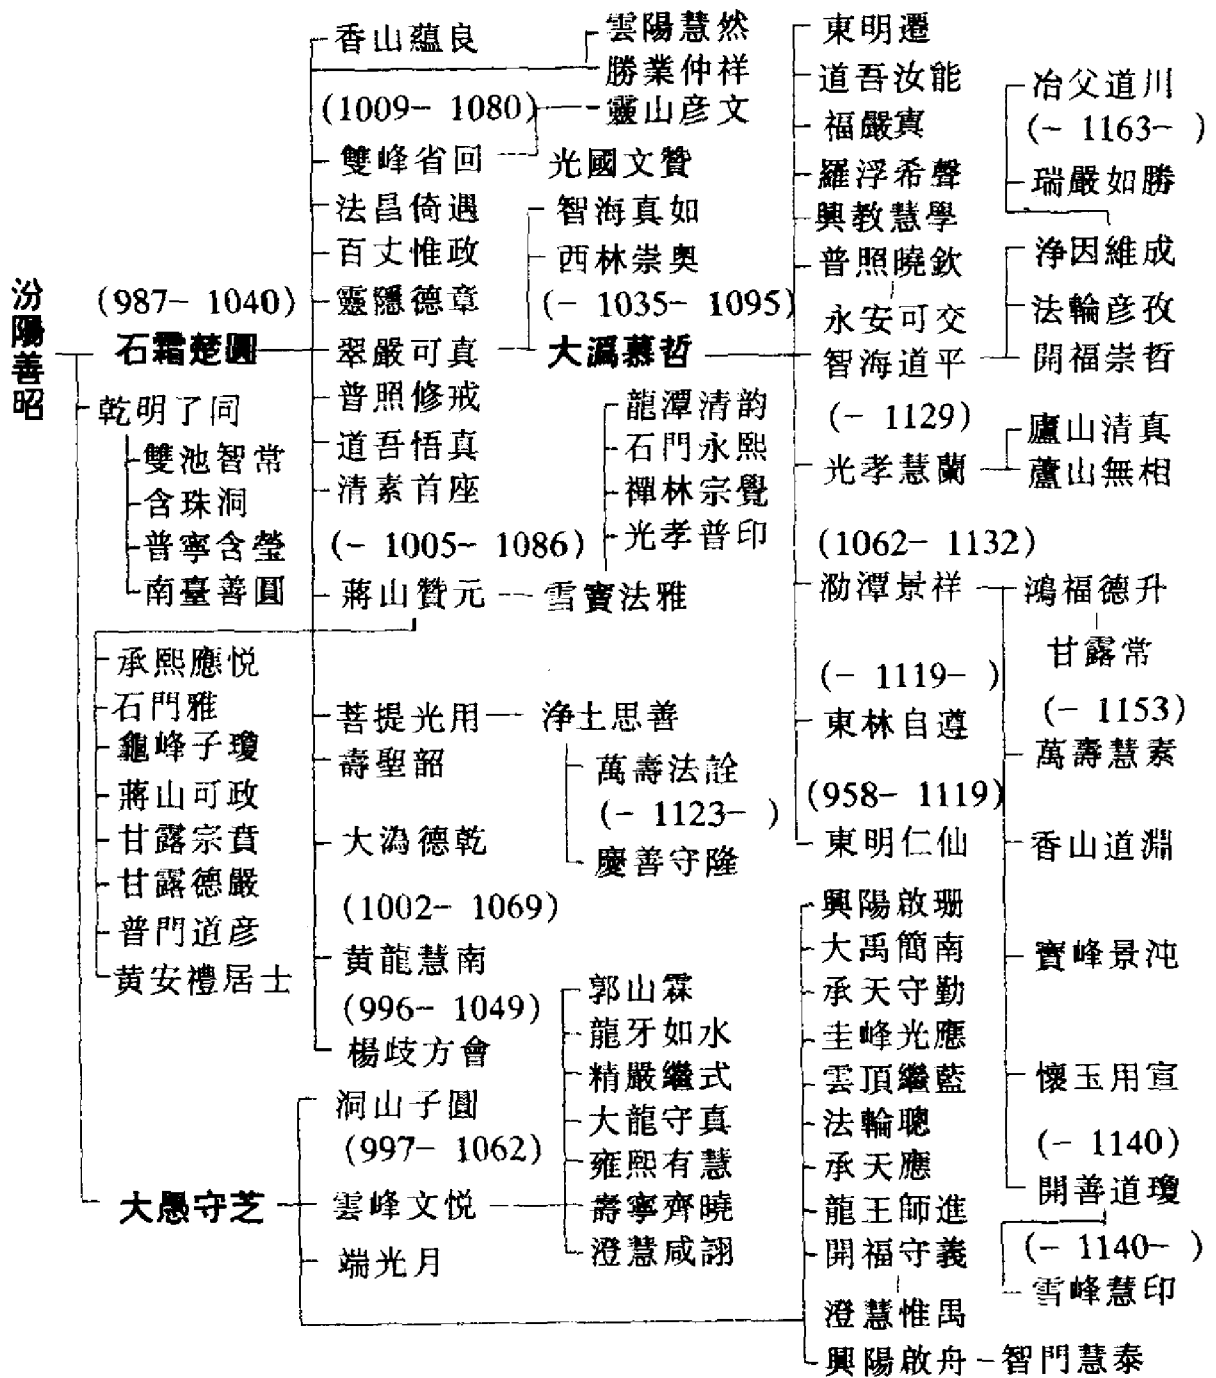 汾陽善昭
(987- 1040)
石霜楚圓
乾明了同
雙池智常
含珠洞
普寧含瑩
南臺善圓
承熙應悦
石門雅
龜峰子瓊
蔣山可政
甘露宗賁
甘露德嚴
普門道彦
黄安禮居士
大愚守芝
香山蘊良
(1009- 1080)
雙峰省回
法昌倚遇
百丈惟政
靈隱德章
翠嚴可真
普照修戒
道吾悟真
清素首座
(- 1005- 1086)
蔣山贊元
菩提光用
壽聖韶
大溈德乾
(1002- 1069)
黄龍慧南
(996- 1049)
楊歧方會
洞山子圓
(997- 1062)
雲峰文悦
端光月
雲陽慧然
勝業仲祥
靈山彦文
光國文贊
智海真如
西林崇奥
(- 1035- 1095)
大溈慕哲
龍潭清韵
石門永熙
禪林宗覺
光孝普印
雪竇法雅
浄土思善
萬壽法詮
(- 1123- )
慶善守隆
郭山霖
龍牙如水
精嚴繼式
大龍守真
雍熙有慧
壽寧齊曉
澄慧咸詡
東明遷
道吾汝能
福嚴寘
羅浮希聲
興教慧學
普照曉欽
永安可交
智海道平
(- 1129)
光孝慧蘭
(1062- 1132)
泐潭景祥
(- 1119- )
東林自遵
(958- 1119)
東明仁仙
興陽啟珊
大禹簡南
承天守勤
圭峰光應
雲頂繼藍
法輪聰
承天應
龍王師進
開福守義
澄慧惟禺
興陽啟舟
智門慧泰
冶父道川
(- 1163- )
瑞嚴如勝
浄因維成
法輪彦孜
開福崇哲
廬山清真
蘆山無相
鴻福德升
甘露常
(- 1153)
萬壽慧素
香山道淵
寶峰景沌
懷玉用宣
(- 1140)
開善道瓊
(- 1140- )
雪峰慧印